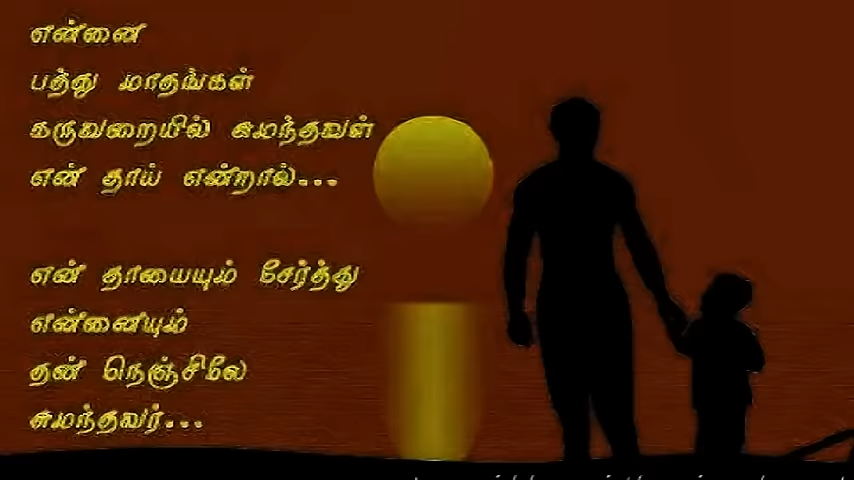 என்னை
பத்து மாதங்கள்
கருவறையில் சுமந்தவள்
என் தாய் என்றால்...
என் தாயையும் சேர்த்து
என்னையும்
தன் நெஞ்சிலே
சுமந்தவர்...